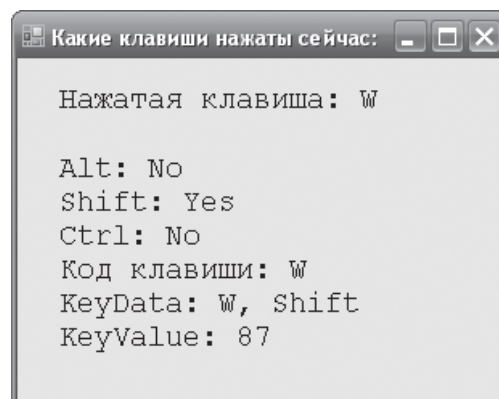 Какие клавиши нажаты сейчас:
Нажатая клавиша: W
Alt: No
Shift: Yes
Ctrl: No
Код клавиши: W
KeyData: W, Shift
KeyValue: 87